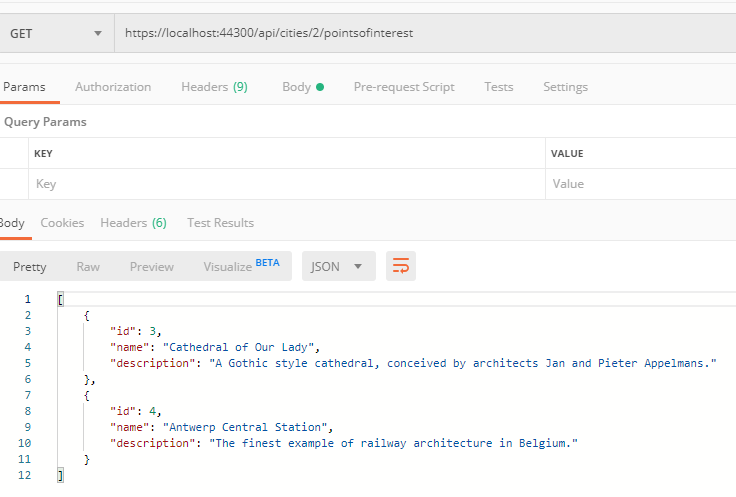 GET https://localhost:44300/api/cities/2/pointsofinterest
Params Authorization Headers (9) Body Pre-request Script Tests Settings
Query Params
KEY VALUE
Key Value
Body Cookies Headers (6) Test Results
Pretty Raw Preview Visualize BETA JSON
1 [
2 {
3 "id": 3,
4 "name": "Cathedral of Our Lady",
5 "description": "A Gothic style cathedral, conceived by architects Jan and Pieter Appelmans."
6 },
7 {
8 "id": 4,
9 "name": "Antwerp Central Station",
10 "description": "The finest example of railway architecture in Belgium."
11 }
12 ]